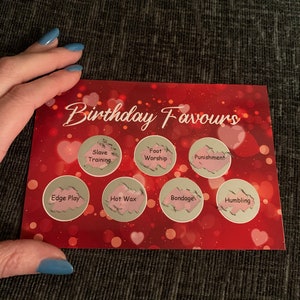 Birthday Favours
Slave
Training
Foot
Worship
Punishment
Edge Play
Hot Wax
Bondage
Humbling